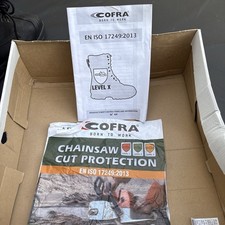 COFRA
BORN TO WORK
EN ISO 17249:2013
LEVEL X
COFRA
BORN TO WORK
CHAINSAW
CUT PROTECTION
EN ISO 17249:2013